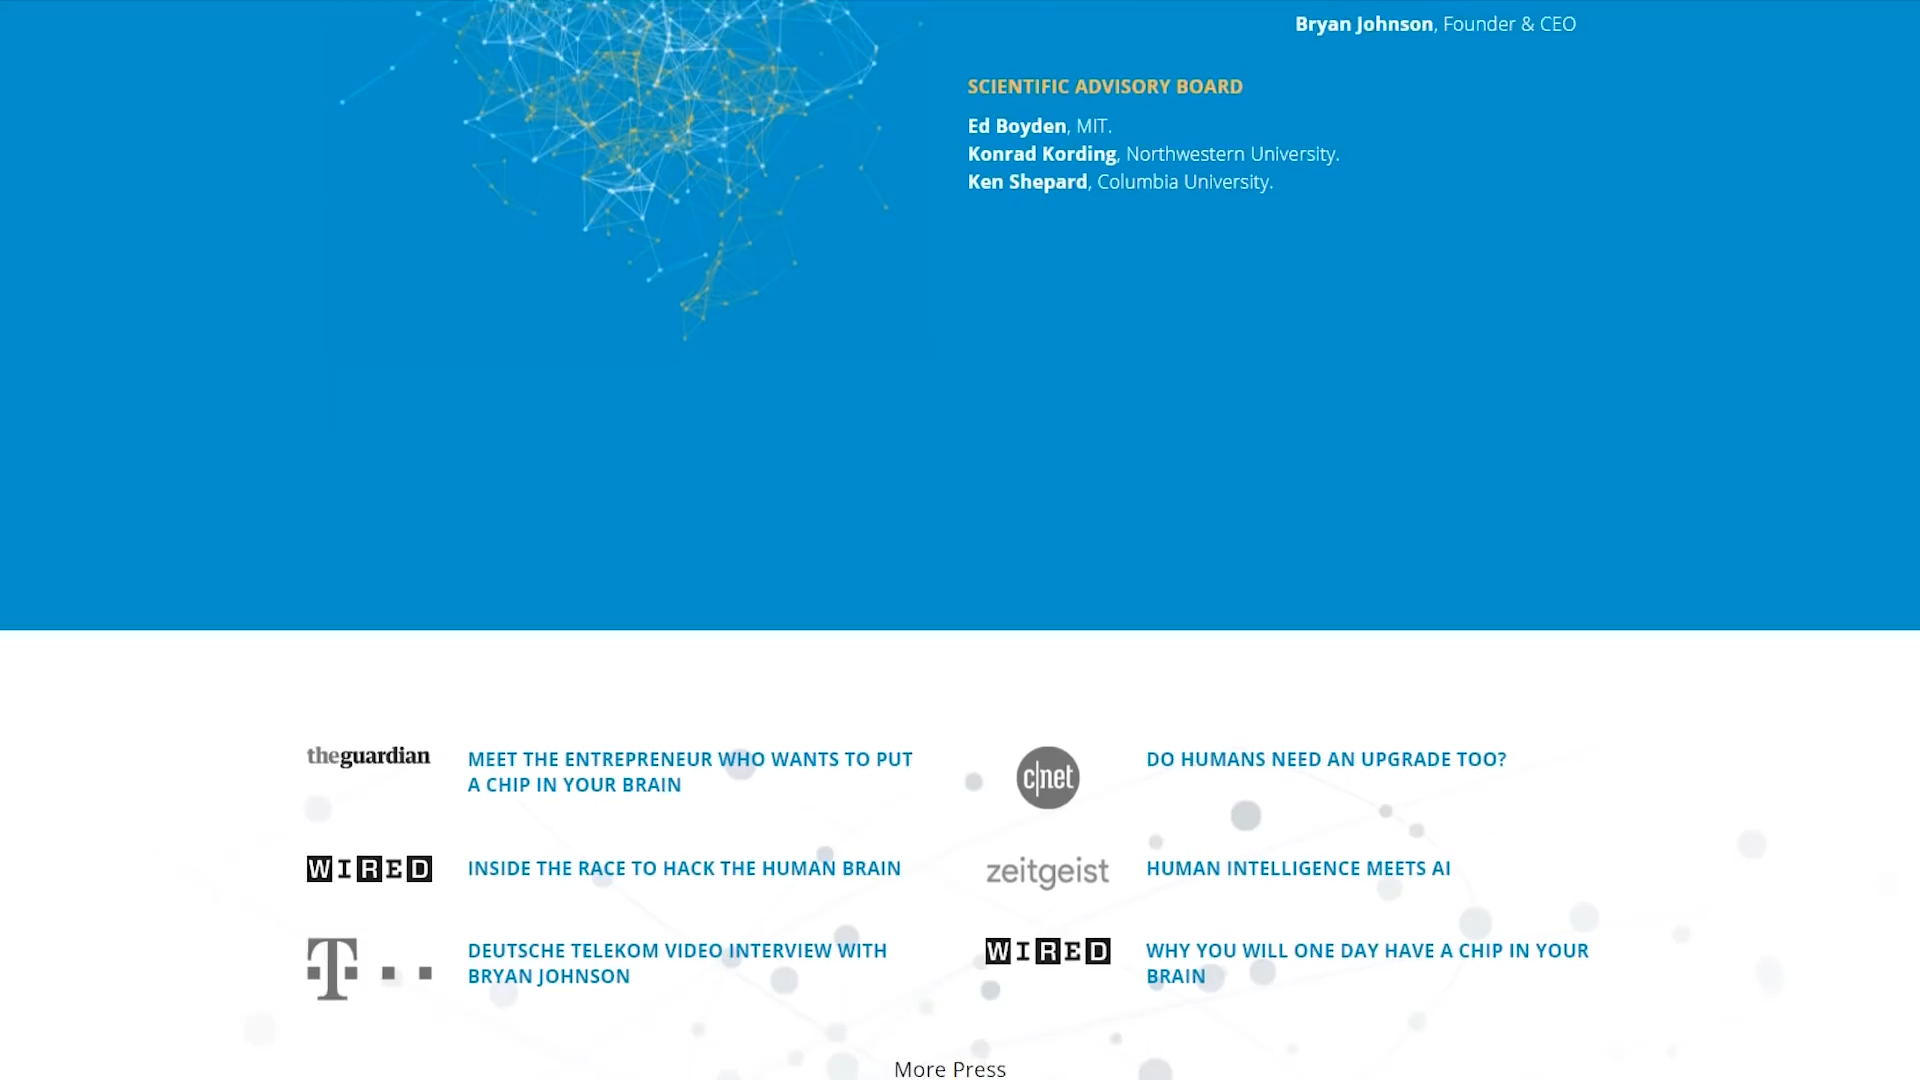 Bryan Johnson, Founder & CEO
SCIENTIFIC ADVISORY BOARD
Ed Boyden, MIT.
Konrad Kording, Northwestern University.
Ken Shepard, Columbia University.
theguardian
MEET THE ENTREPRENEUR WHO WANTS TO PUT
A CHIP IN YOUR BRAIN
c|net
DO HUMANS NEED AN UPGRADE TOO?
WIRED
INSIDE THE RACE TO HACK THE HUMAN BRAIN
zeitgeist
HUMAN INTELLIGENCE MEETS AI
T
DEUTSCHE TELEKOM VIDEO INTERVIEW WITH
BRYAN JOHNSON
WIRED
WHY YOU WILL ONE DAY HAVE A CHIP IN YOUR
BRAIN
More Press